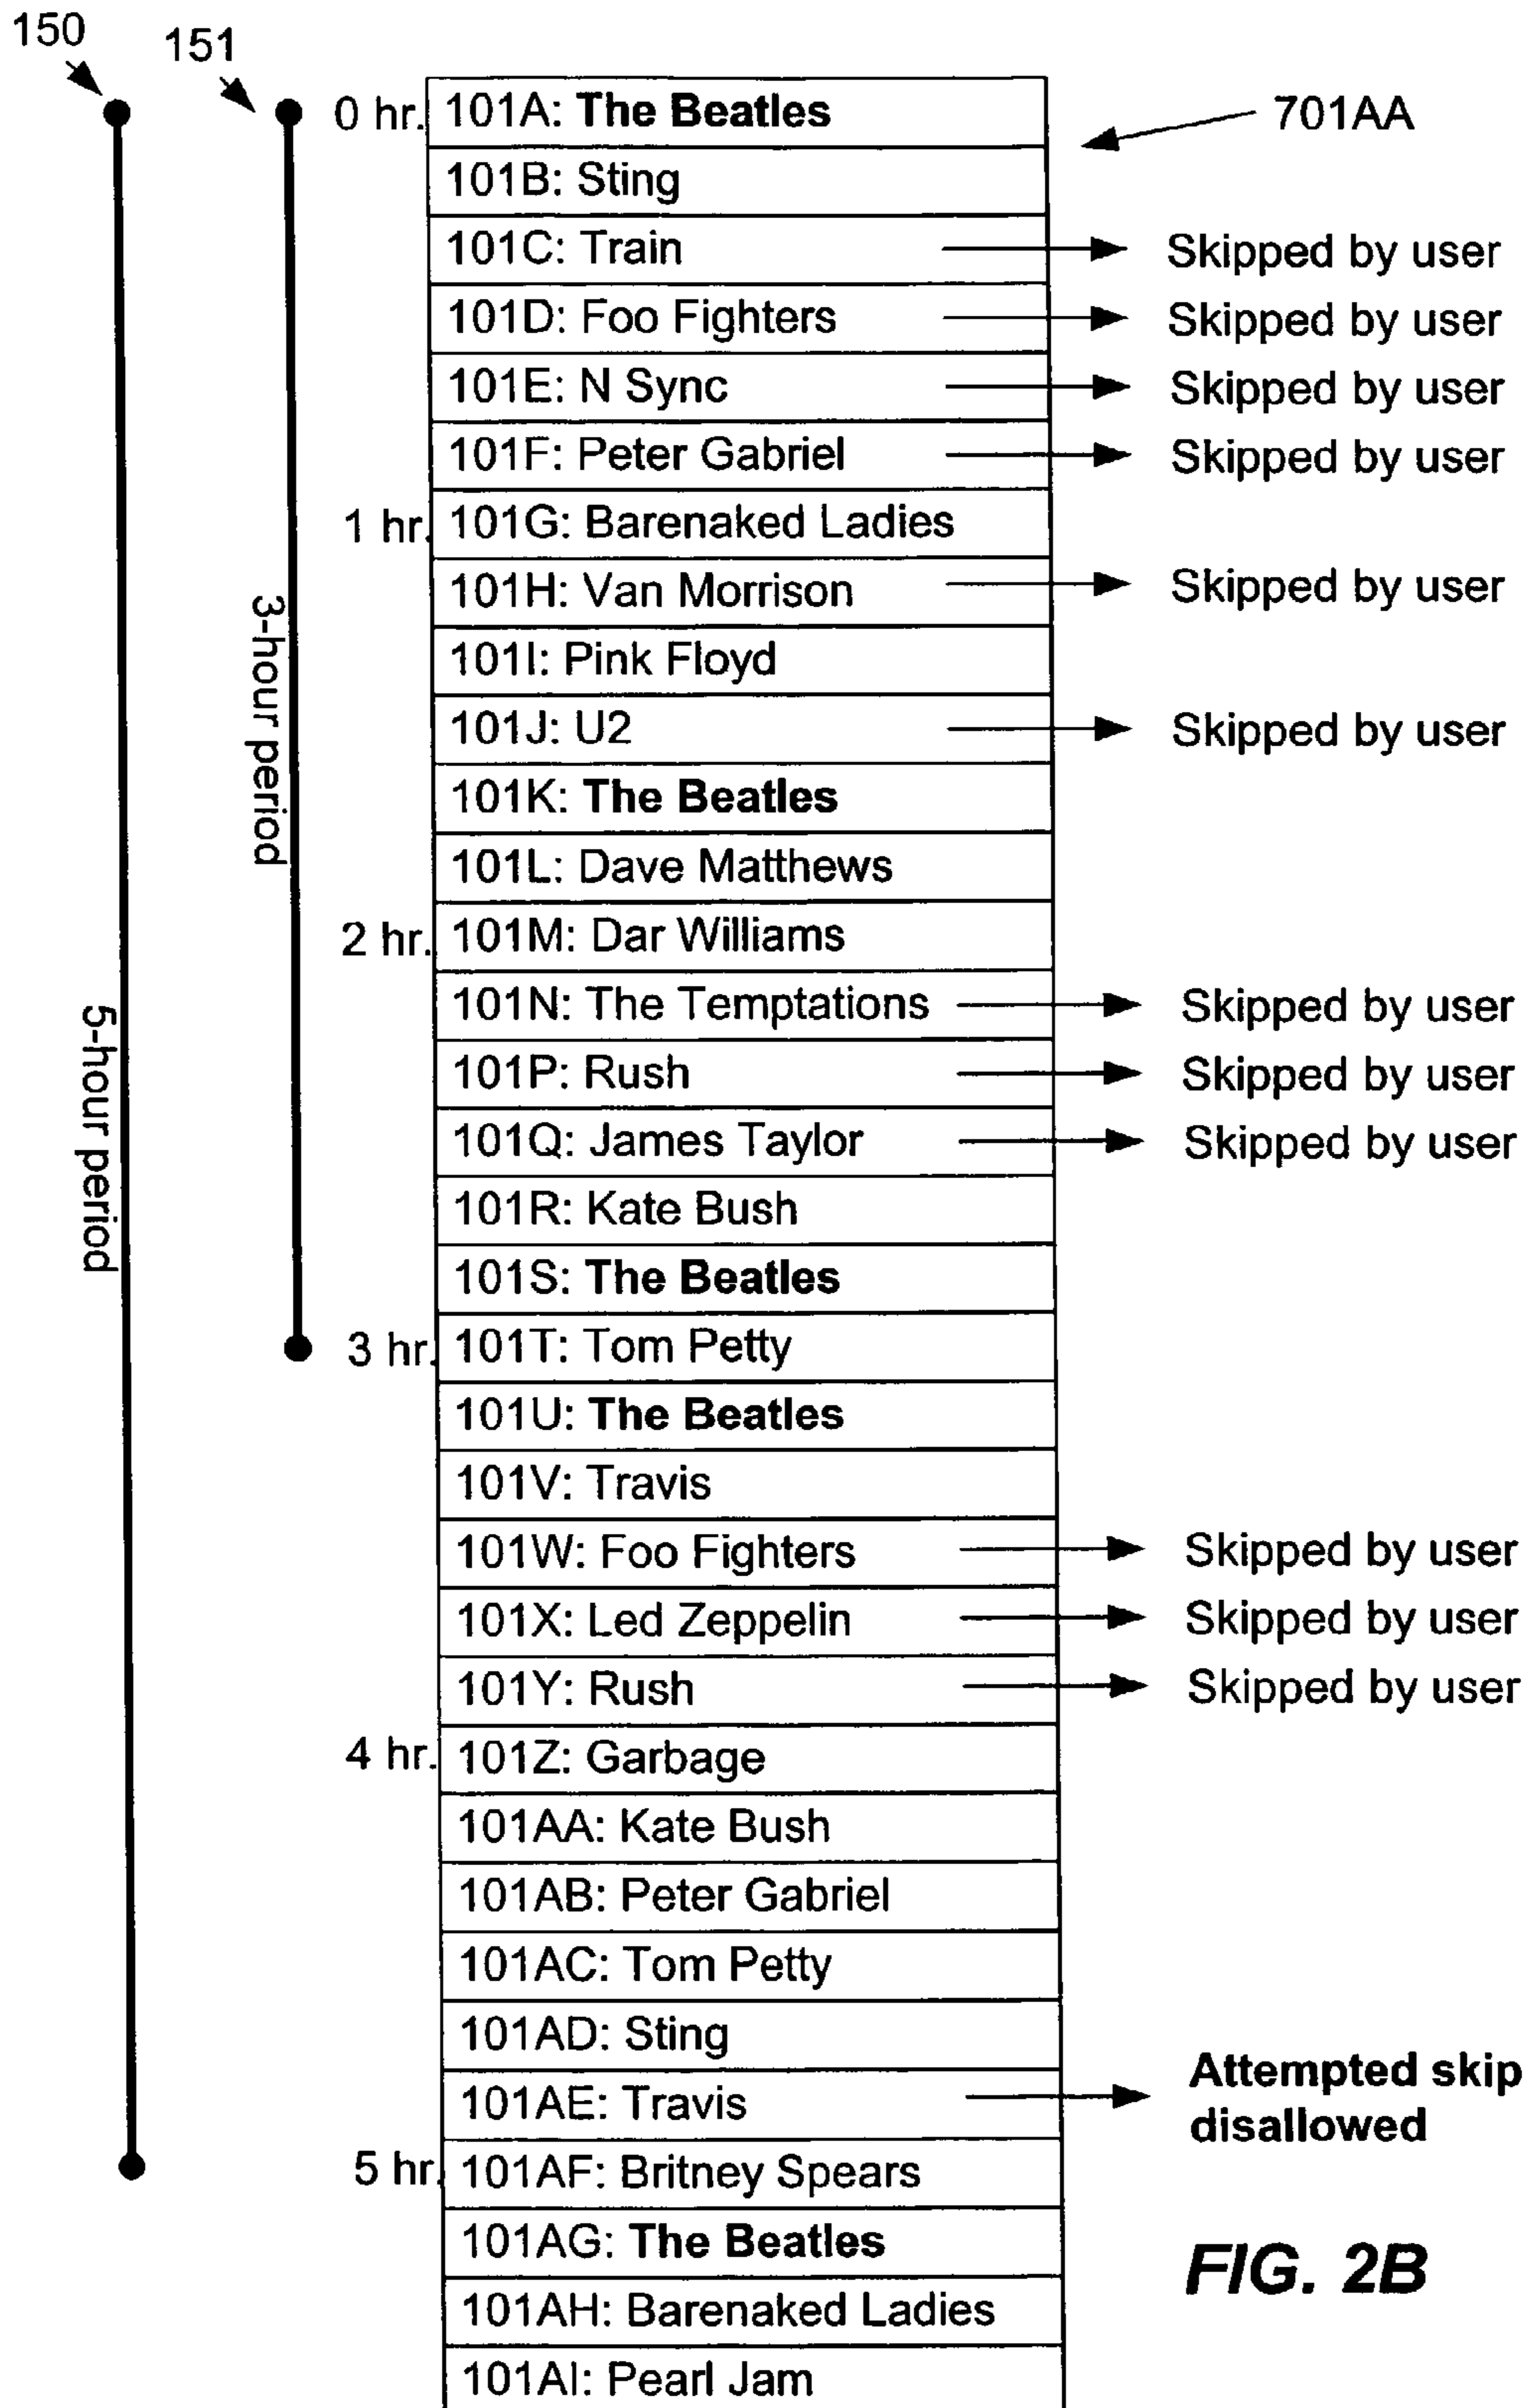 150
151
0 hr.
101A: The Beatles
701AA
101B: Sting
101C: Train
Skipped by user
101D: Foo Fighters
Skipped by user
101E: N Sync
Skipped by user
101F: Peter Gabriel
Skipped by user
1 hr.
101G: Barenaked Ladies
101H: Van Morrison
Skipped by user
101I: Pink Floyd
101J: U2
Skipped by user
3-hour period
101K: The Beatles
101L: Dave Matthews
2 hr.
101M: Dar Williams
101N: The Temptations
Skipped by user
5-hour period
101P: Rush
Skipped by user
101Q: James Taylor
Skipped by user
101R: Kate Bush
101S: The Beatles
3 hr.
101T: Tom Petty
101U: The Beatles
101V: Travis
101W: Foo Fighters
Skipped by user
101X: Led Zeppelin
Skipped by user
101Y: Rush
Skipped by user
4 hr.
101Z: Garbage
101AA: Kate Bush
101AB: Peter Gabriel
101AC: Tom Petty
101AD: Sting
101AE: Travis
Attempted skip
disallowed
5 hr.
101AF: Britney Spears
101AG: The Beatles
FIG. 2B
101AH: Barenaked Ladies
101AI: Pearl Jam